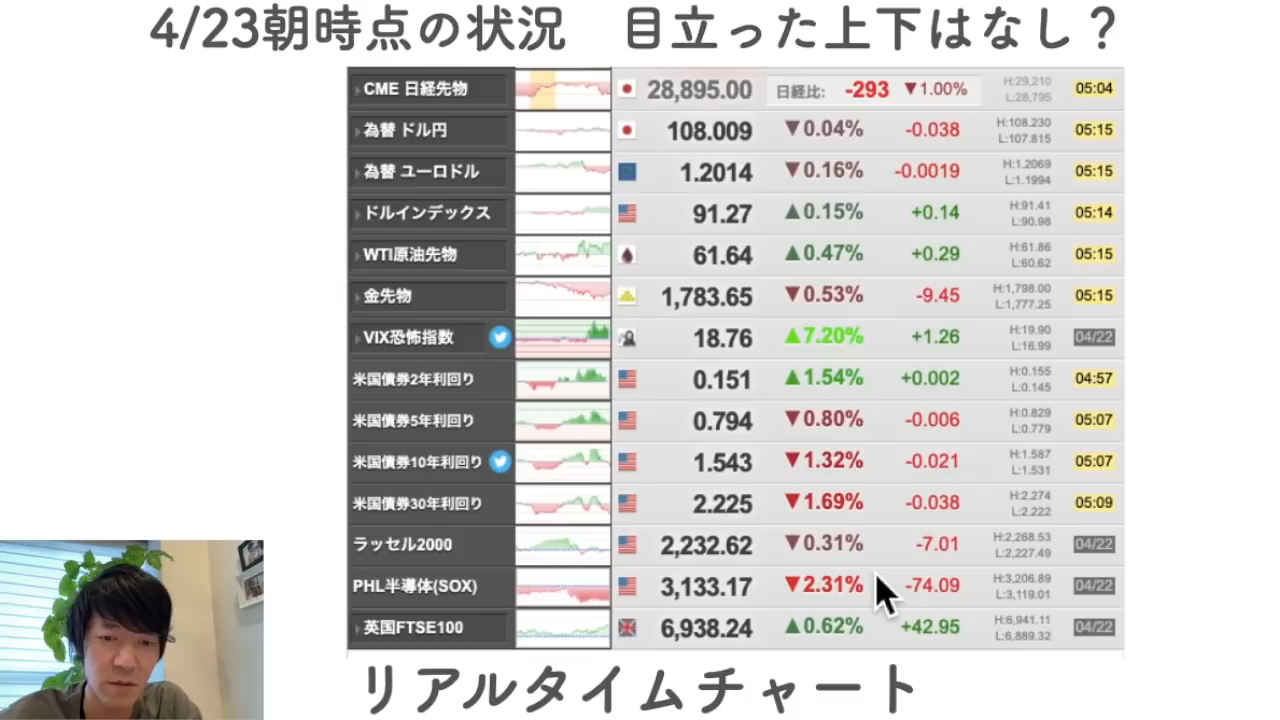 4/23朝時点の状況　目立った上下はなし？
CME 日経先物 28,895.00 日経比: -293 ▼1.00% H:29,210 L:28,795 05:04
為替 ドル円 108.009 ▼0.04% -0.038 H:108.230 L:107.815 05:15
為替 ユーロドル 1.2014 ▼0.16% -0.0019 H:1.2069 L:1.1994 05:15
ドルインデックス 91.27 ▲0.15% +0.14 H:91.41 L:90.98 05:14
WTI原油先物 61.64 ▲0.47% +0.29 H:61.86 L:60.62 05:15
金先物 1,783.65 ▼0.53% -9.45 H:1,798.00 L:1,777.25 05:15
VIX恐怖指数 18.76 ▲7.20% +1.26 H:19.90 L:16.99 04/22
米国債券2年利回り 0.151 ▲1.54% +0.002 H:0.155 L:0.145 04:57
米国債券5年利回り 0.794 ▼0.80% -0.006 H:0.829 L:0.779 05:07
米国債券10年利回り 1.543 ▼1.32% -0.021 H:1.587 L:1.531 05:07
米国債券30年利回り 2.225 ▼1.69% -0.038 H:2.274 L:2.222 05:09
ラッセル2000 2,232.62 ▼0.31% -7.01 H:2,268.53 L:2,227.49 04/22
PHL半導体(SOX) 3,133.17 ▼2.31% -74.09 H:3,206.89 L:3,119.01 04/22
英国FTSE100 6,938.24 ▲0.62% +42.95 H:6,941.11 L:6,889.32 04/22
リアルタイムチャート